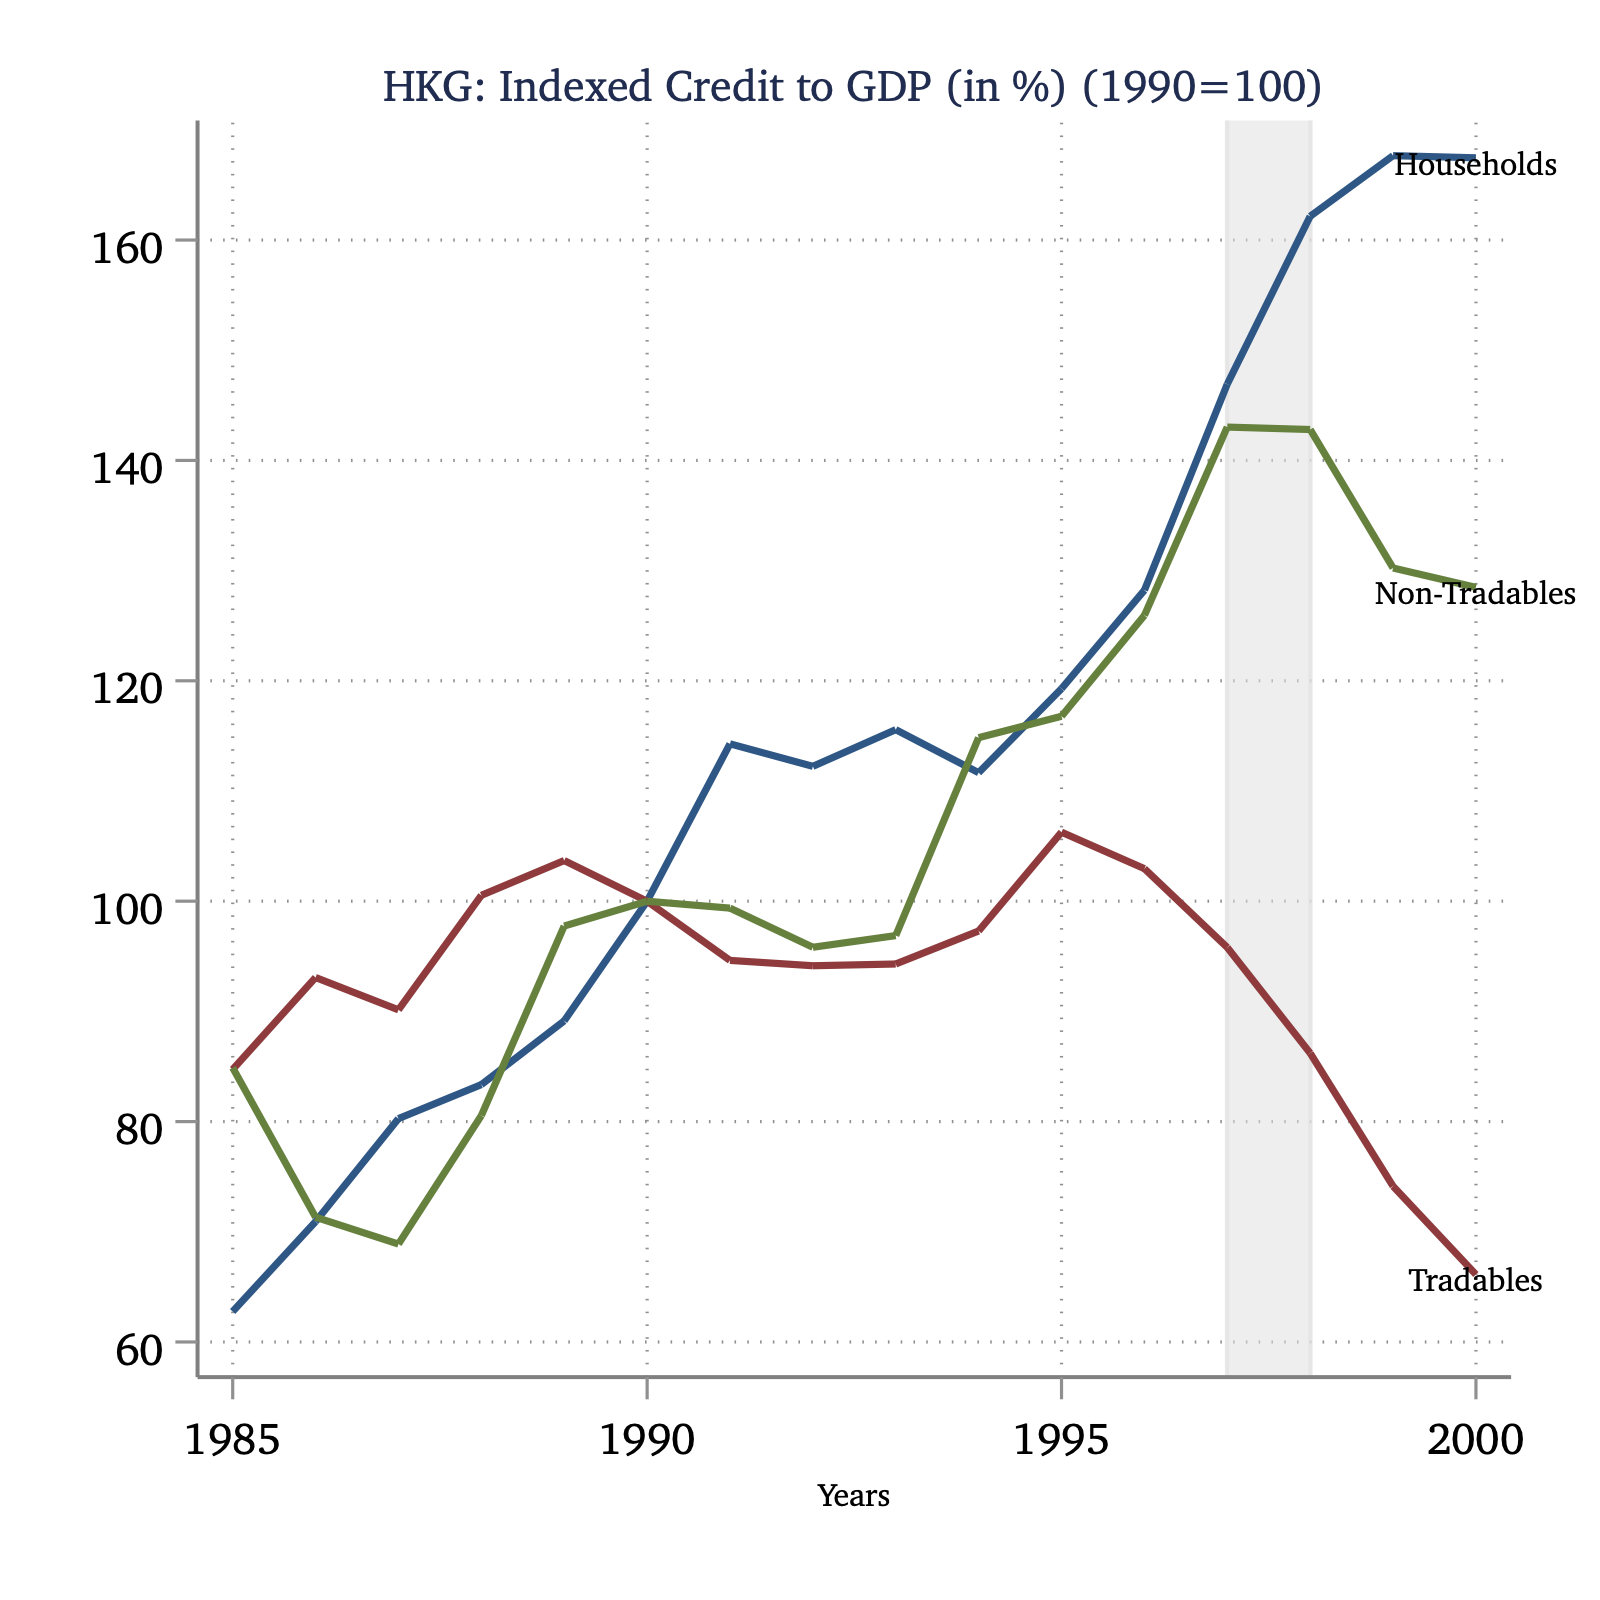 HKG: Indexed Credit to GDP (in %) (1990=100)
Households
160
140
Non-Tradables
120
100
80
Tradables
60
1985 1990 1995 2000
Years